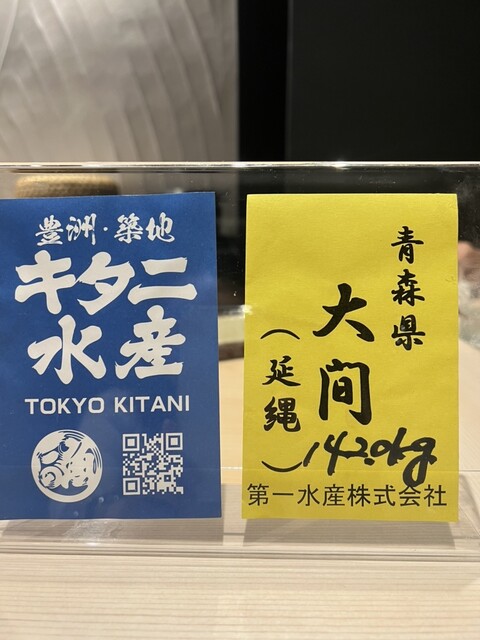 豊洲・築地
キタニ
水産
TOKYO KITANI
青森県
大間
（延縄）
142.0kg
第一水産株式会社